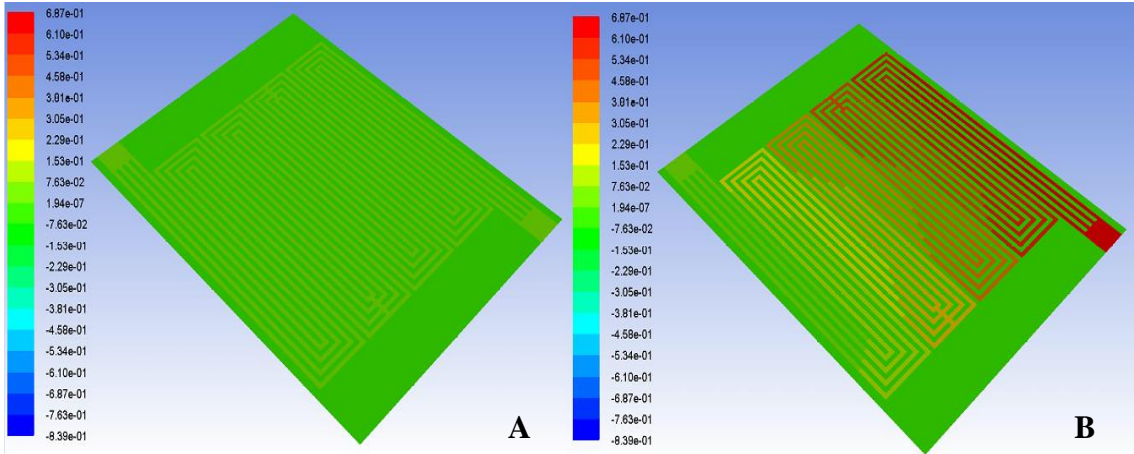 6.87e-01
6.10e-01
5.34e-01
4.58e-01
3.81e-01
3.05e-01
2.29e-01
1.53e-01
7.63e-02
1.94e-07
-7.63e-02
-1.53e-01
-2.29e-01
-3.05e-01
-3.81e-01
-4.58e-01
-5.34e-01
-6.10e-01
-6.87e-01
-7.63e-01
-8.39e-01
A
6.87e-01
6.10e-01
5.34e-01
4.58e-01
3.81e-01
3.05e-01
2.29e-01
1.53e-01
7.63e-02
1.94e-07
-7.63e-02
-1.53e-01
-2.29e-01
-3.05e-01
-3.81e-01
-4.58e-01
-5.34e-01
-6.10e-01
-6.87e-01
-7.63e-01
-8.39e-01
B